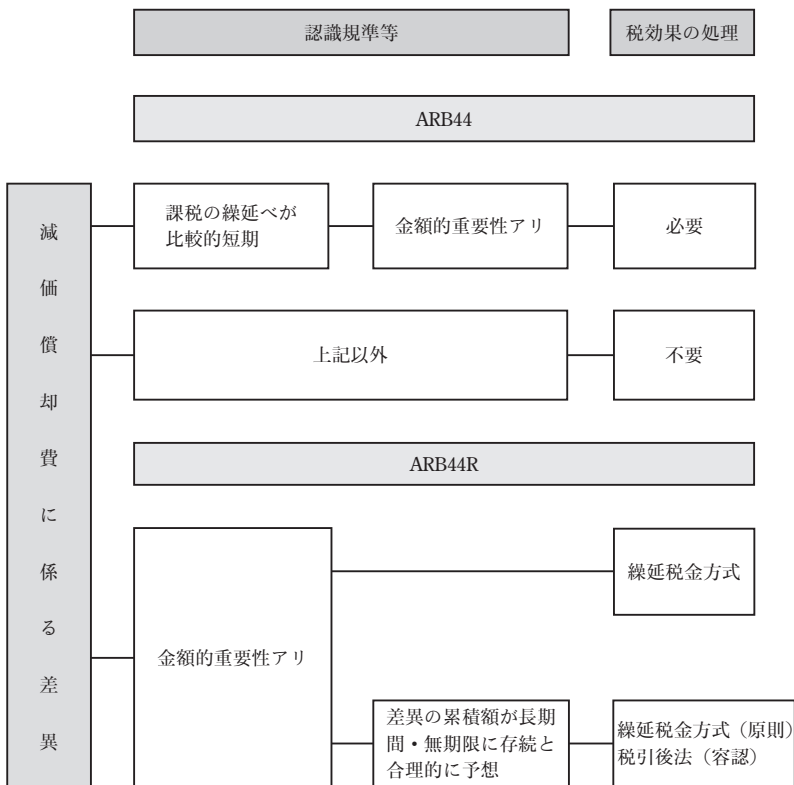 認識規準等
税効果の処理
ARB44
減価償却費に係る差異
課税の繰延べが
比較的短期
金額的重要性アリ
必要
上記以外
不要
ARB44R
金額的重要性アリ
繰延税金方式
差異の累積額が長期
間・無期限に存続と
合理的に予想
繰延税金方式（原則）
税引後法（容認）